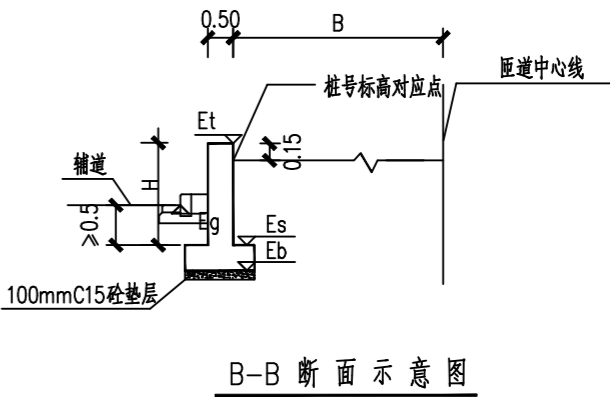 0.50
B
桩号标高对应点
匝道中心线
Et
0.15
辅道
H
Eg
≥0.5
Es
Eb
100mmC15砼垫层
B-B 断面示意图